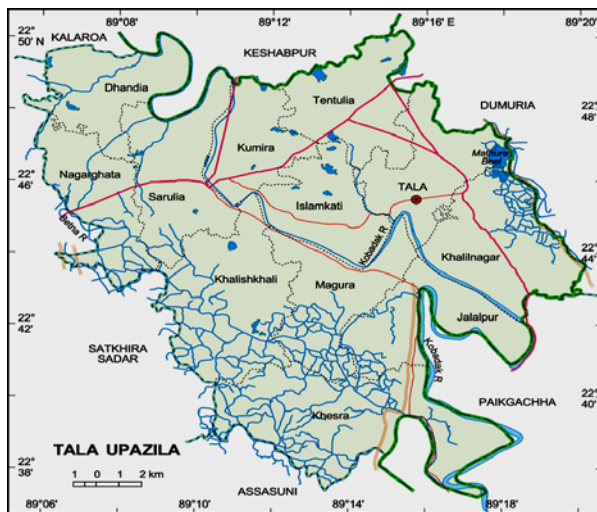 89°08′
89°12′
89°16′ E
89°20′
22°
50′ N
KALAROA
KESHABPUR
Dhandia
Tentulia
DUMURIA
22°
48′
Mathura
Beel
Kumira
22°
46′
Nagarghata
Sarulia
TALA
Islamkati
Betna R
Kobadak R
22°
44′
Khalilnagar
Khalishkhali
Magura
22°
42′
Jalalpur
SATKHIRA
SADAR
Kobadak R
PAIKGACHHA
22°
40′
Khesra
TALA UPAZILA
22°
38′
1 0 1 2 km
ASSASUNI
89°06′
89°10′
89°14′
89°18′